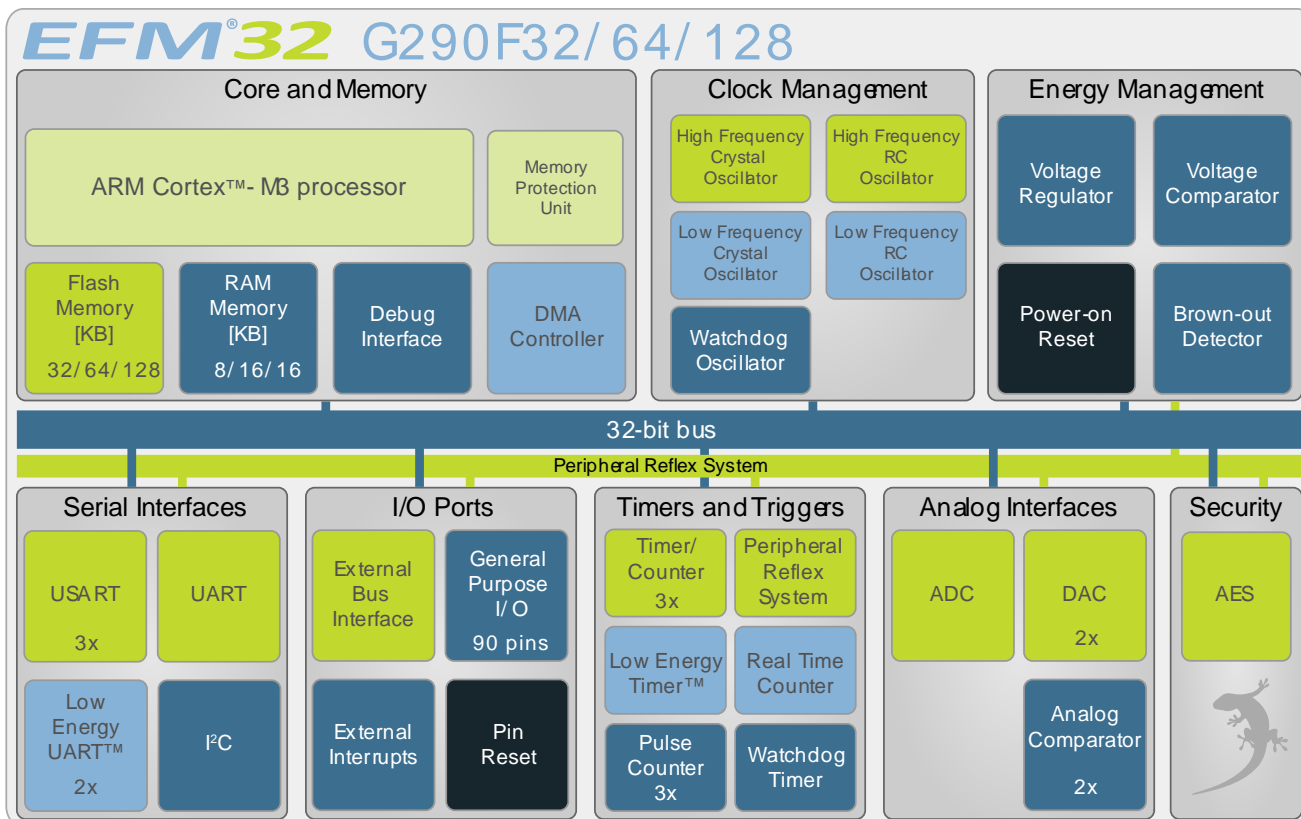 EFM®32 G290F32/64/128
Core and Memory
ARM Cortex™-M3 processor
Memory
Protection
Unit
Flash
Memory
[KB]
32/64/128
RAM
Memory
[KB]
8/16/16
Debug
Interface
DMA
Controller
Clock Management
High Frequency
Crystal
Oscillator
High Frequency
RC
Oscillator
Low Frequency
Crystal
Oscillator
Low Frequency
RC
Oscillator
Watchdog
Oscillator
Energy Management
Voltage
Regulator
Voltage
Comparator
Power-on
Reset
Brown-out
Detector
32-bit bus
Peripheral Reflex System
Serial Interfaces
USART
3x
UART
Low
Energy
UART™
2x
I²C
I/O Ports
External
Bus
Interface
General
Purpose
I/O
90 pins
External
Interrupts
Pin
Reset
Timers and Triggers
Timer/
Counter
3x
Peripheral
Reflex
System
Low Energy
Timer™
Real Time
Counter
Pulse
Counter
3x
Watchdog
Timer
Analog Interfaces
ADC
DAC
2x
Analog
Comparator
2x
Security
AES